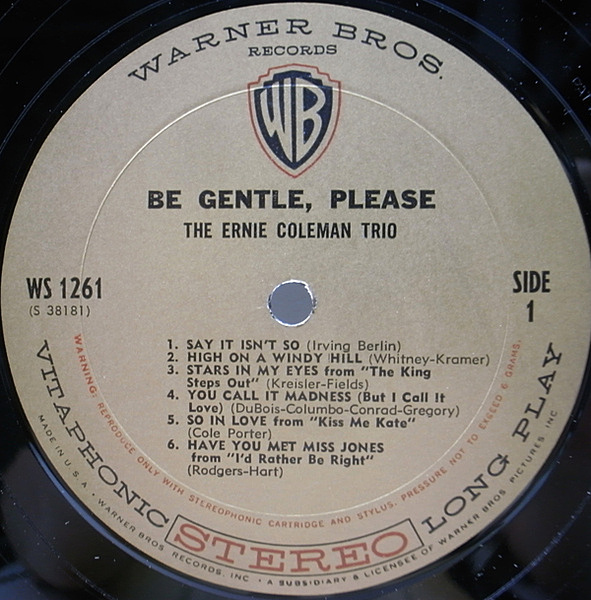 WARNER BROS.
RECORDS
WB
BE GENTLE, PLEASE
THE ERNIE COLEMAN TRIO
WS 1261
(S 38181)
SIDE
1
1. SAY IT ISN'T SO (Irving Berlin)
2. HIGH ON A WINDY HILL (Whitney-Kramer)
3. STARS IN MY EYES from "The King
Steps Out" (Kreisler-Fields)
4. YOU CALL IT MADNESS (But I Call It
Love) (DuBois-Columbo-Conrad-Gregory)
5. SO IN LOVE from "Kiss Me Kate"
(Cole Porter)
6. HAVE YOU MET MISS JONES
from "I'd Rather Be Right"
(Rodgers-Hart)
WARNING: REPRODUCE ONLY WITH STEREOPHONIC CARTRIDGE AND STYLUS. PRESSURE NOT TO EXCEED 6 GRAMS.
VITAPHONIC STEREO LONG PLAY
MADE IN U.S.A. • WARNER BROS. RECORDS, INC. • A SUBSIDIARY & LICENSEE OF WARNER BROS. PICTURES, INC.